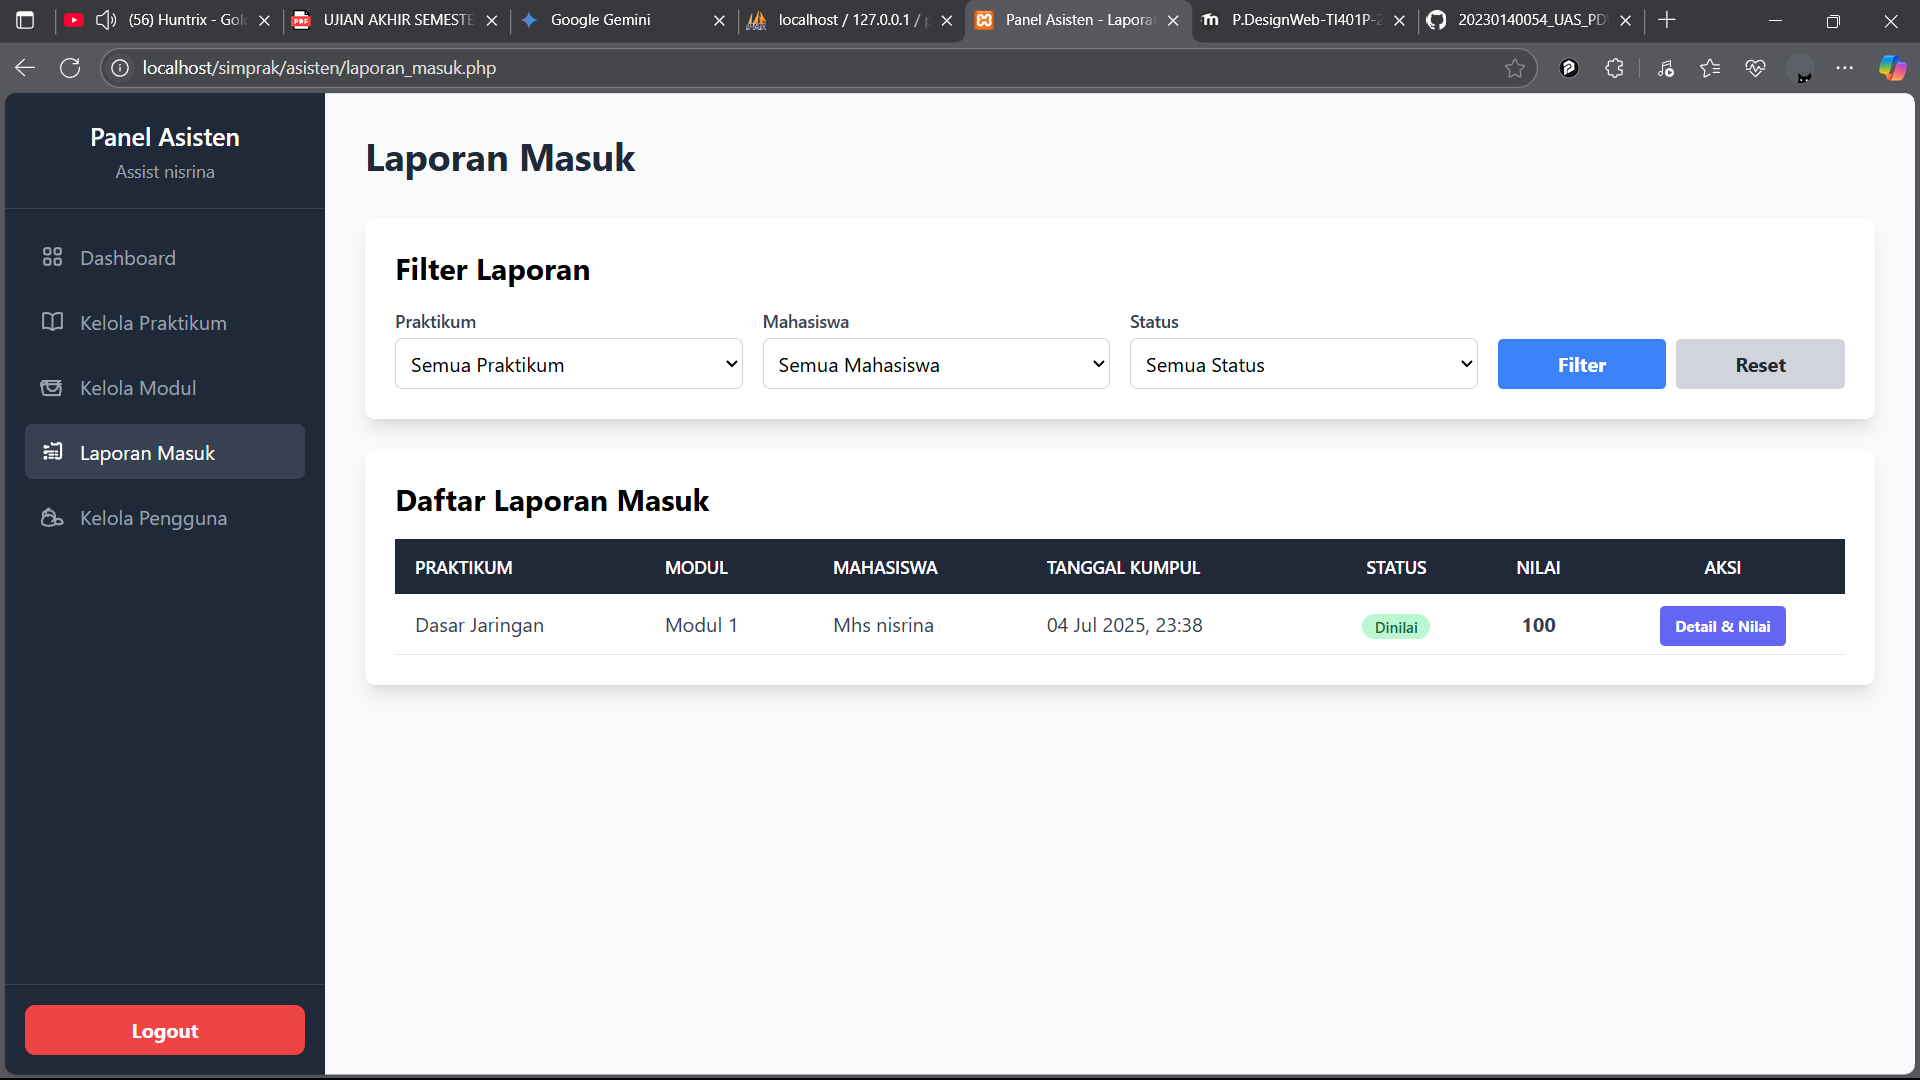 (56) Huntrix - Gol
UJIAN AKHIR SEMESTE
Google Gemini
localhost / 127.0.0.1 / p
Panel Asisten - Lapora
P.DesignWeb-TI401P-2
20230140054_UAS_PD
localhost/simprak/asisten/laporan_masuk.php
Panel Asisten
Assist nisrina
Dashboard
Kelola Praktikum
Kelola Modul
Laporan Masuk
Kelola Pengguna
Logout
Laporan Masuk
Filter Laporan
Praktikum Mahasiswa Status
Semua Praktikum Semua Mahasiswa Semua Status Filter Reset
Daftar Laporan Masuk
PRAKTIKUM MODUL MAHASISWA TANGGAL KUMPUL STATUS NILAI AKSI
Dasar Jaringan Modul 1 Mhs nisrina 04 Jul 2025, 23:38 Dinilai 100 Detail & Nilai